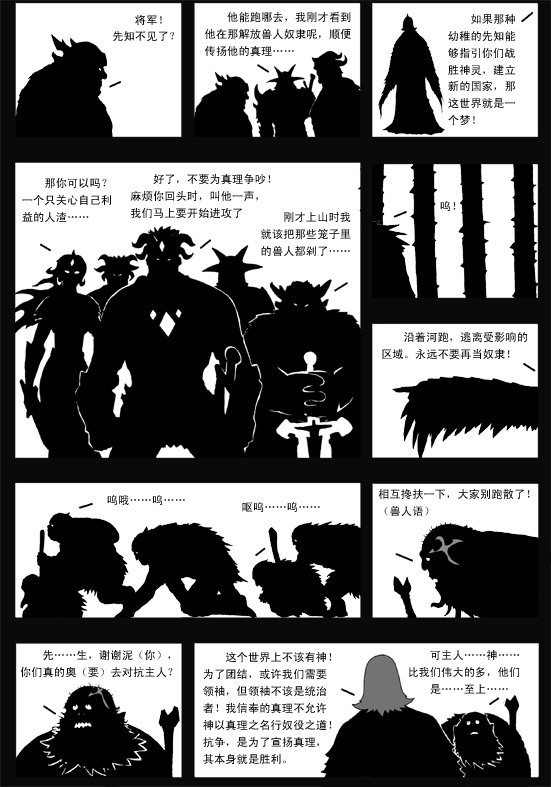 将军！
先知不见了？
他能跑哪去，我刚才看到
他在那解放兽人奴隶呢，顺便
传扬他的真理……
如果那种
幼稚的先知能
够指引你们战
胜神灵，建立
新的国家，那
这世界就是一
个梦！
那你可以吗？
一个只关心自己利
益的人渣……
好了，不要为真理争吵！
麻烦你回头时，叫他一声，
我们马上要开始进攻了
刚才上山时我
就该把那些笼子里
的兽人都剁了……
呜！
沿着河跑，逃离受影响的
区域。永远不要再当奴隶！
呜哦……呜……
呕呜……呜……
相互搀扶一下，大家别跑散了！
（兽人语）
先……生，谢谢泥（你），
你们真的奥（要）去对抗主人？
这个世界上不该有神！
为了团结，或许我们需要
领袖，但领袖不该是统治
者！我信奉的真理不允许
神以真理之名行奴役之道！
抗争，是为了宣扬真理，
其本身就是胜利。
可主人……神……
比我们伟大的多，他们
是……至上……